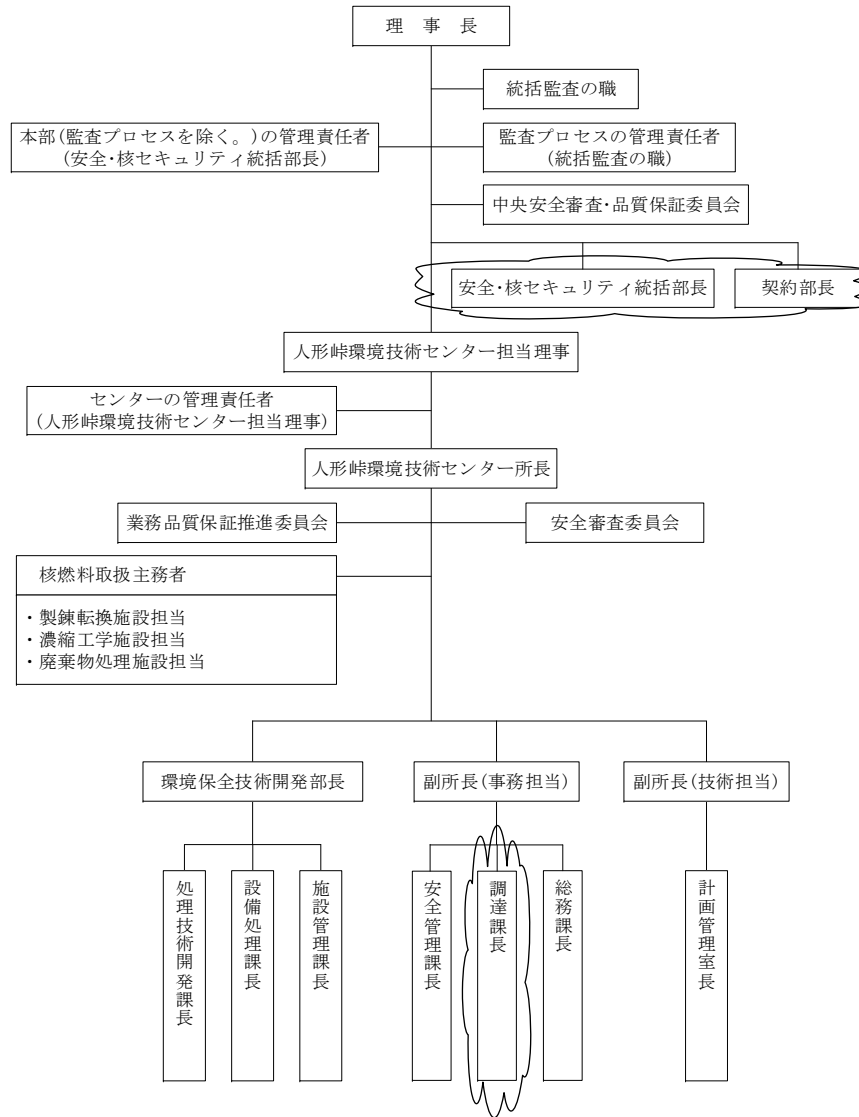 理 事 長
統括監査の職
本部(監査プロセスを除く。)の管理責任者
(安全・核セキュリティ統括部長)
監査プロセスの管理責任者
(統括監査の職)
中央安全審査・品質保証委員会
安全・核セキュリティ統括部長
契約部長
人形峠環境技術センター担当理事
センターの管理責任者
(人形峠環境技術センター担当理事)
人形峠環境技術センター所長
業務品質保証推進委員会
安全審査委員会
核燃料取扱主務者
・製錬転換施設担当
・濃縮工学施設担当
・廃棄物処理施設担当
環境保全技術開発部長
副所長(事務担当)
副所長(技術担当)
処理技術開発課長
設備処理課長
施設管理課長
安全管理課長
調達課長
総務課長
計画管理室長